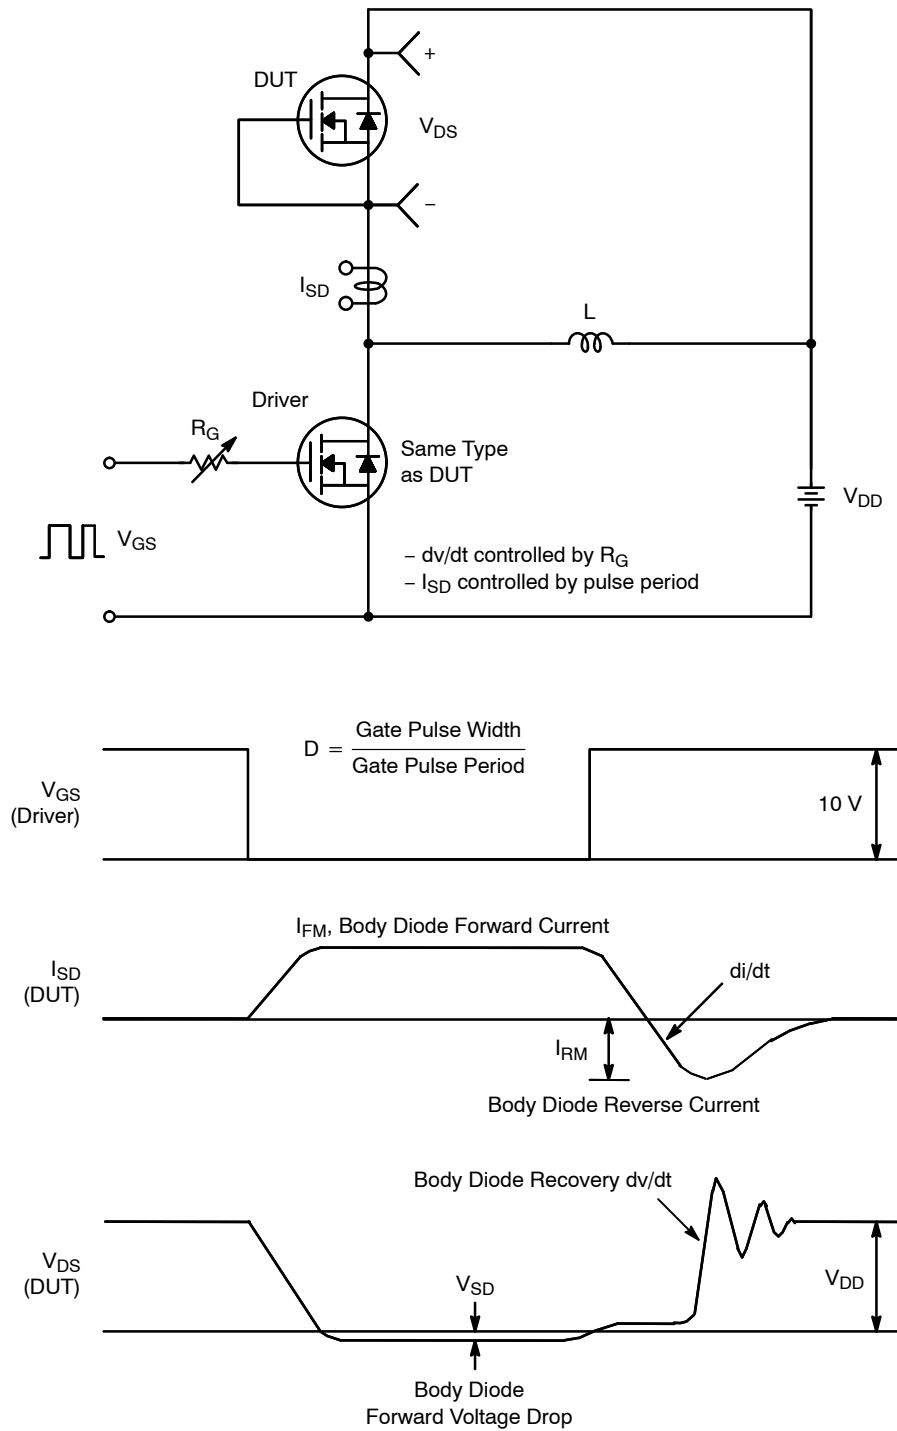 +
DUT
V_DS
−
I_SD
L
Driver
R_G
Same Type
as DUT
V_DD
V_GS
− dv/dt controlled by R_G
− I_SD controlled by pulse period
D = Gate Pulse Width
Gate Pulse Period
V_GS
(Driver)
10 V
I_FM, Body Diode Forward Current
I_SD
(DUT)
di/dt
I_RM
Body Diode Reverse Current
Body Diode Recovery dv/dt
V_DS
(DUT)
V_SD
V_DD
Body Diode
Forward Voltage Drop